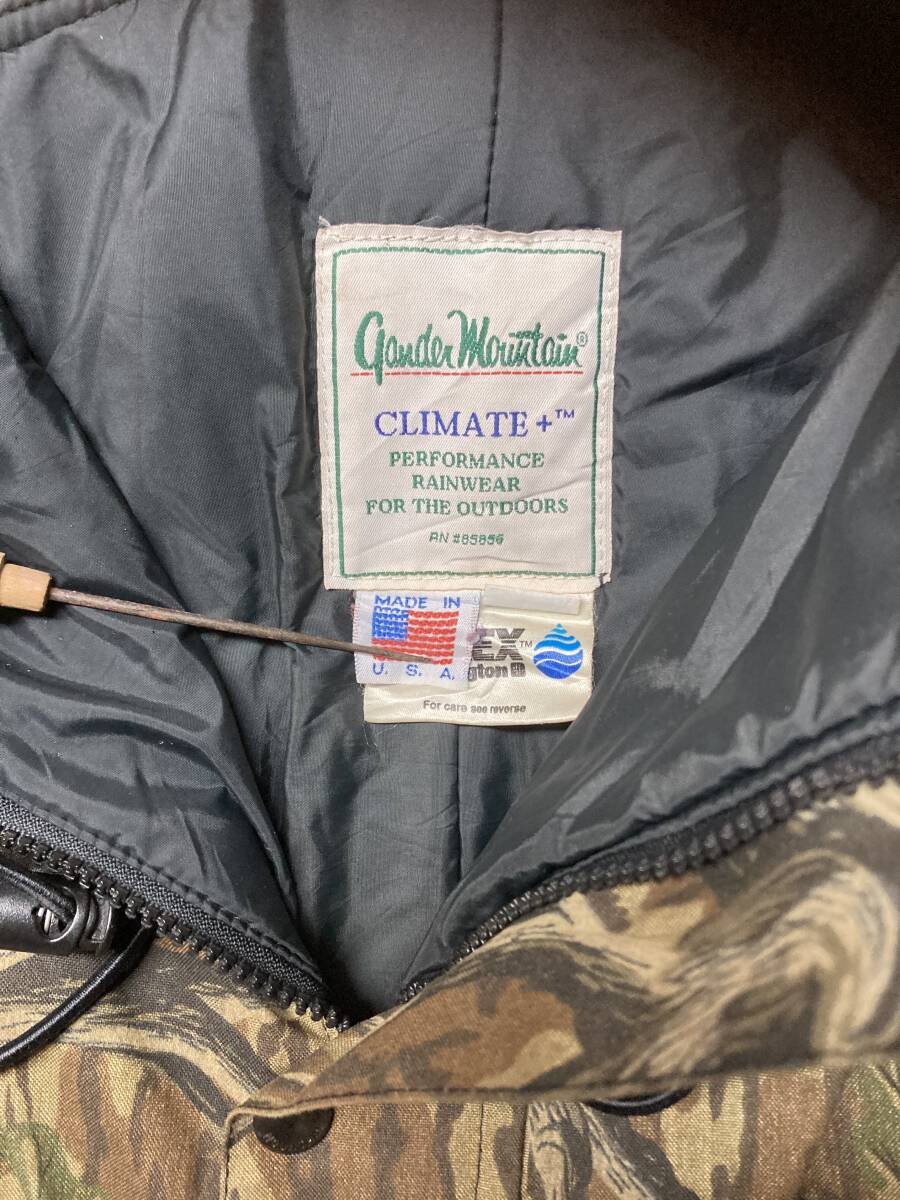 Gander Mountain®
CLIMATE +™
PERFORMANCE
RAINWEAR
FOR THE OUTDOORS
RN #85856
MADE IN
U. S. A.
EX™
gton
For care see reverse